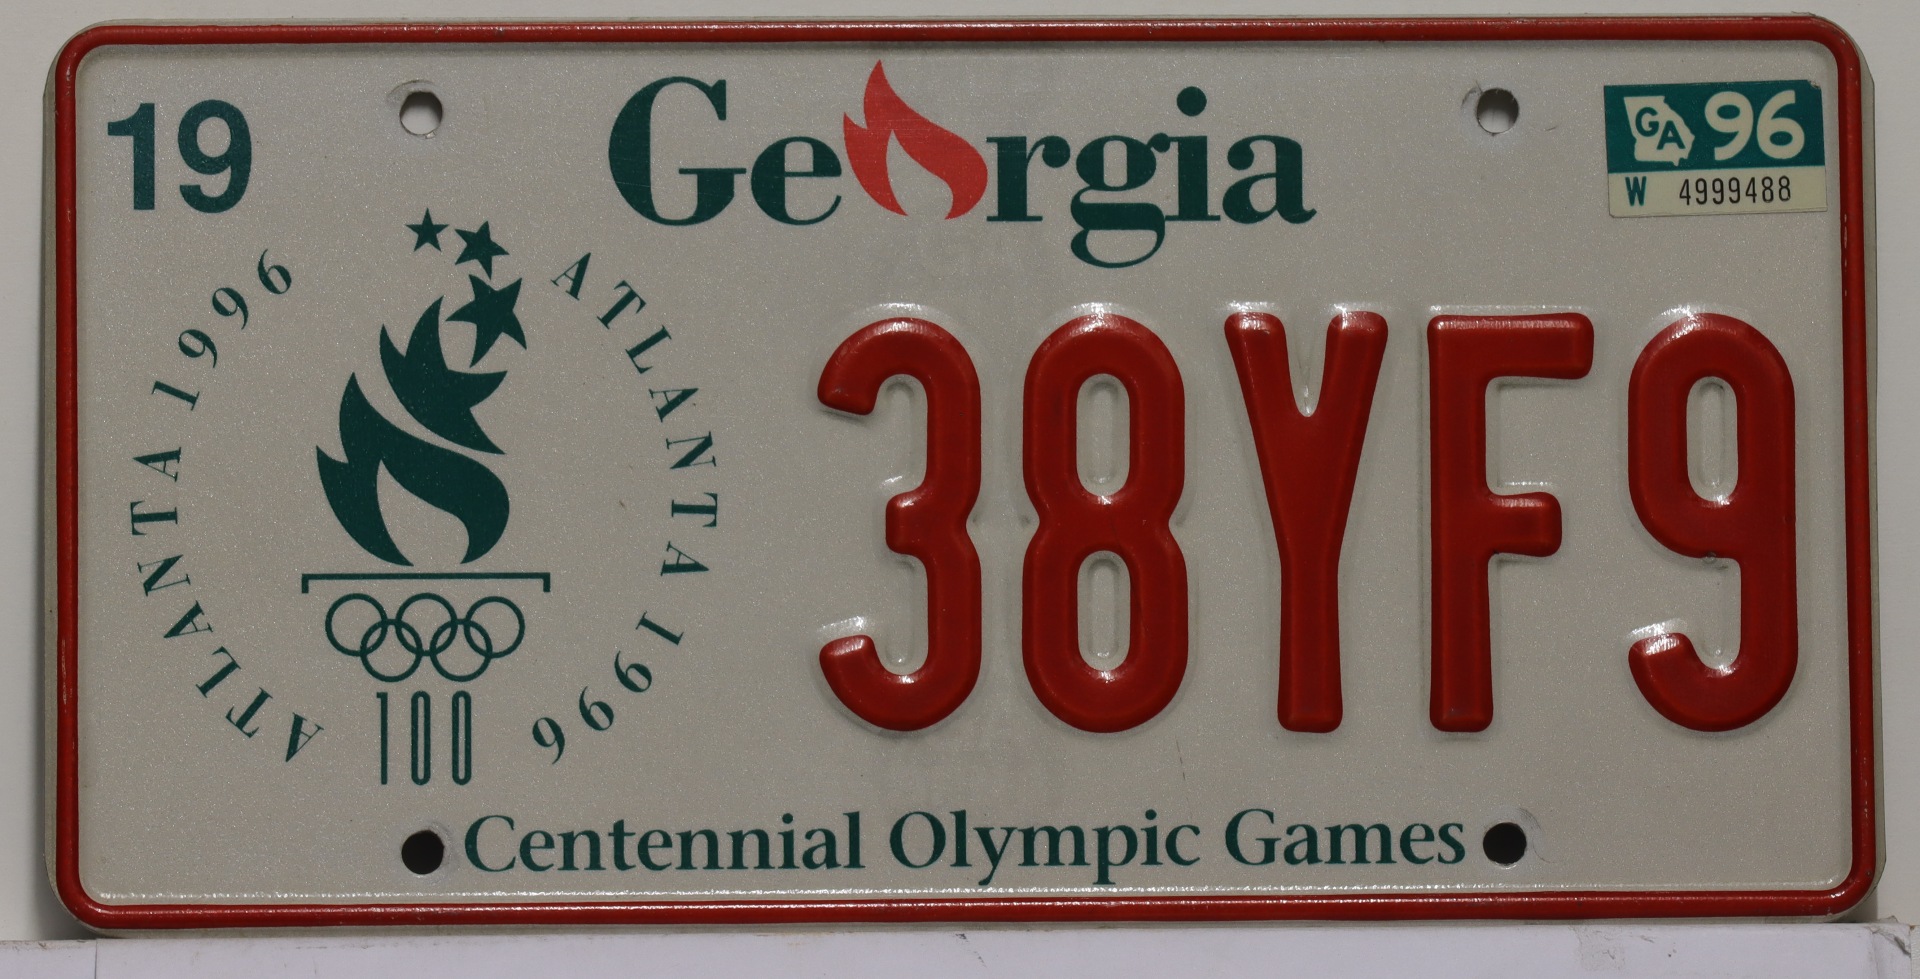 19
Georgia
GA 96
W 4999488
ATLANTA 1996
ATLANTA 1996
38YF9
100
Centennial Olympic Games